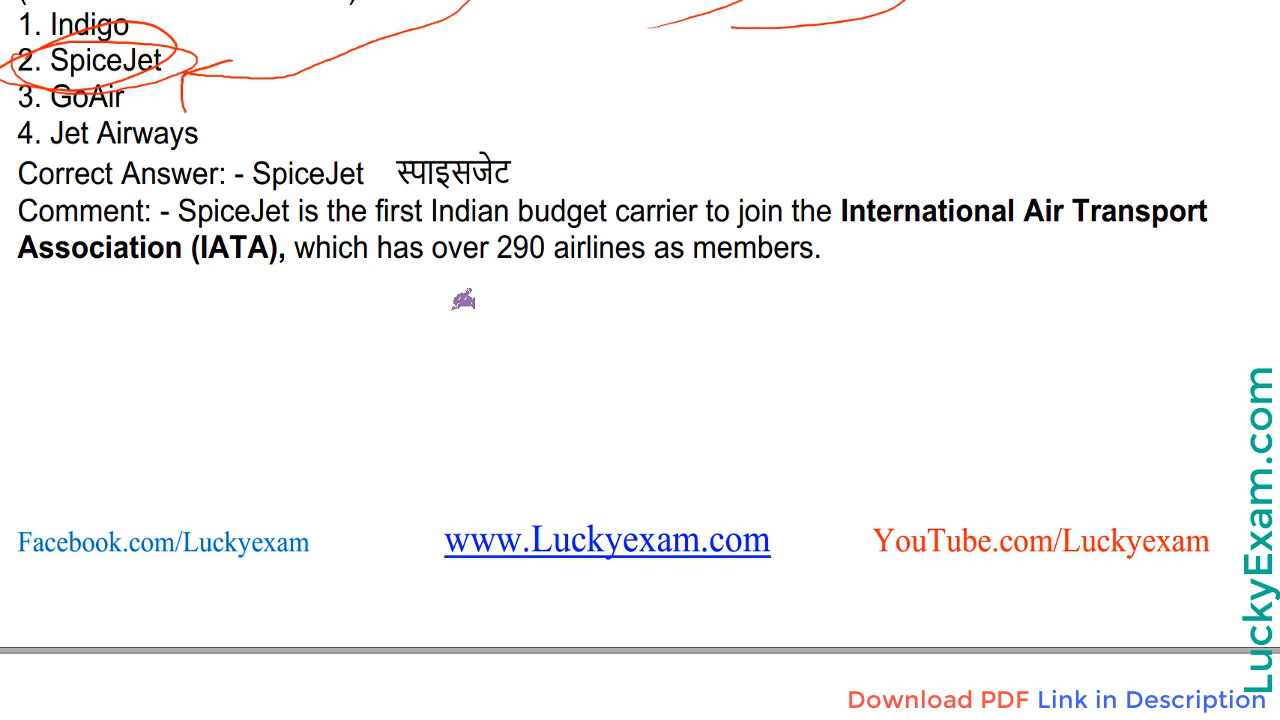 1. Indigo
2. SpiceJet
3. GoAir
4. Jet Airways
Correct Answer: - SpiceJet स्पाइसजेट
Comment: - SpiceJet is the first Indian budget carrier to join the International Air Transport
Association (IATA), which has over 290 airlines as members.
Facebook.com/Luckyexam www.Luckyexam.com YouTube.com/Luckyexam
LuckyExam.com
Download PDF Link in Description